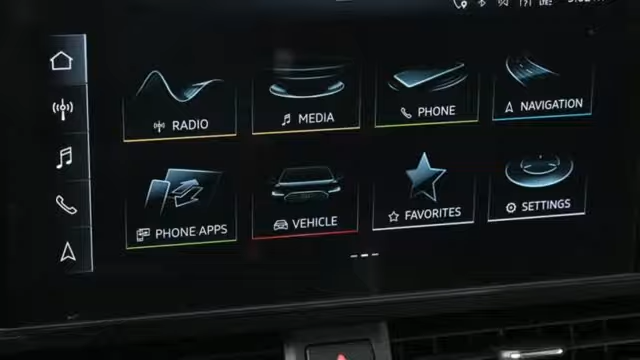 RADIO
MEDIA
PHONE
NAVIGATION
PHONE APPS
VEHICLE
FAVORITES
SETTINGS